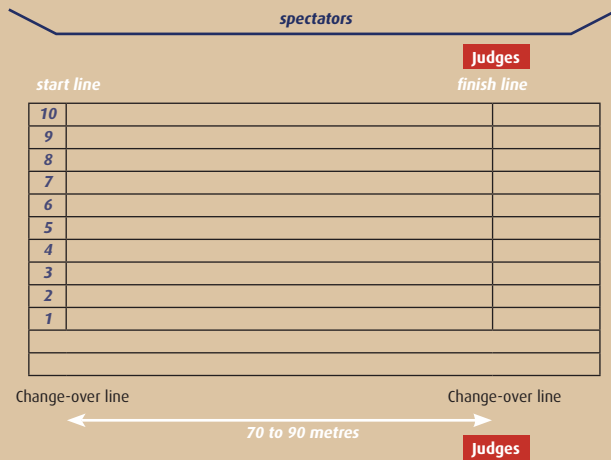 spectators
Judges
start line
finish line
10
9
8
7
6
5
4
3
2
1
Change-over line
Change-over line
70 to 90 metres
Judges